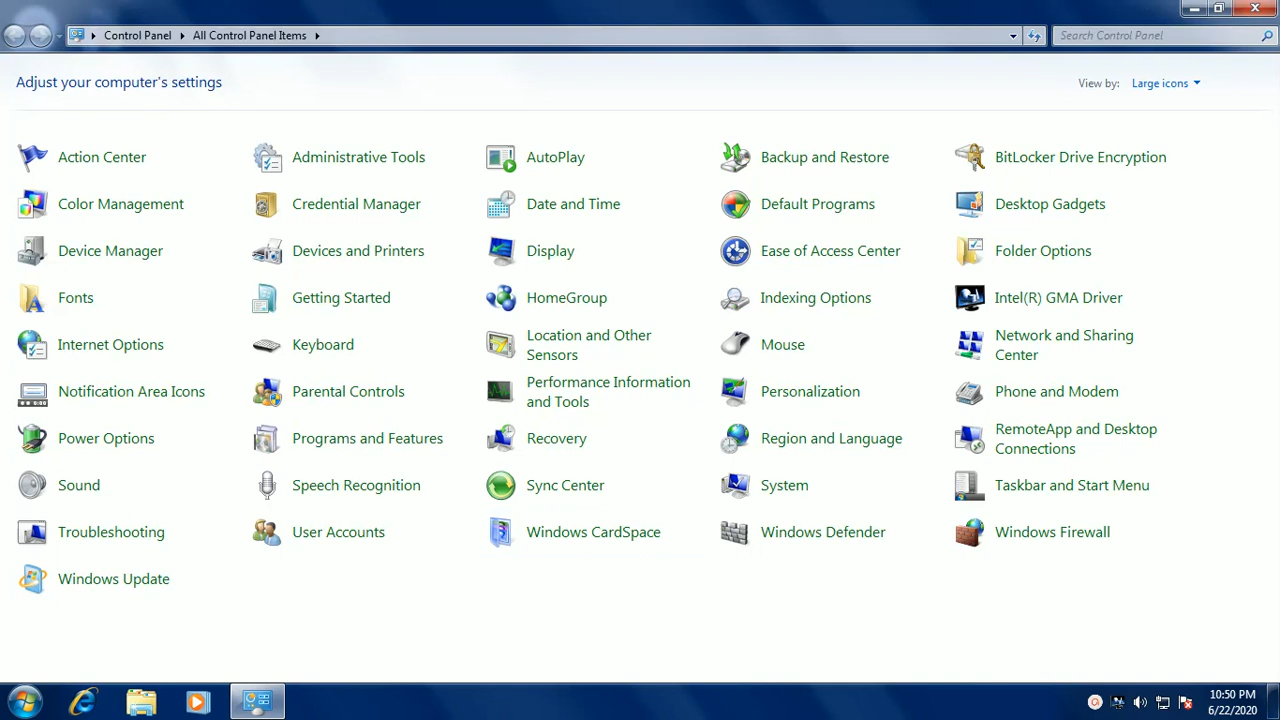 Control Panel All Control Panel Items
Search Control Panel
Adjust your computer's settings
View by: Large icons
Action Center
Administrative Tools
AutoPlay
Backup and Restore
BitLocker Drive Encryption
Color Management
Credential Manager
Date and Time
Default Programs
Desktop Gadgets
Device Manager
Devices and Printers
Display
Ease of Access Center
Folder Options
Fonts
Getting Started
HomeGroup
Indexing Options
Intel(R) GMA Driver
Internet Options
Keyboard
Location and Other
Sensors
Mouse
Network and Sharing
Center
Notification Area Icons
Parental Controls
Performance Information
and Tools
Personalization
Phone and Modem
Power Options
Programs and Features
Recovery
Region and Language
RemoteApp and Desktop
Connections
Sound
Speech Recognition
Sync Center
System
Taskbar and Start Menu
Troubleshooting
User Accounts
Windows CardSpace
Windows Defender
Windows Firewall
Windows Update
10:50 PM
6/22/2020